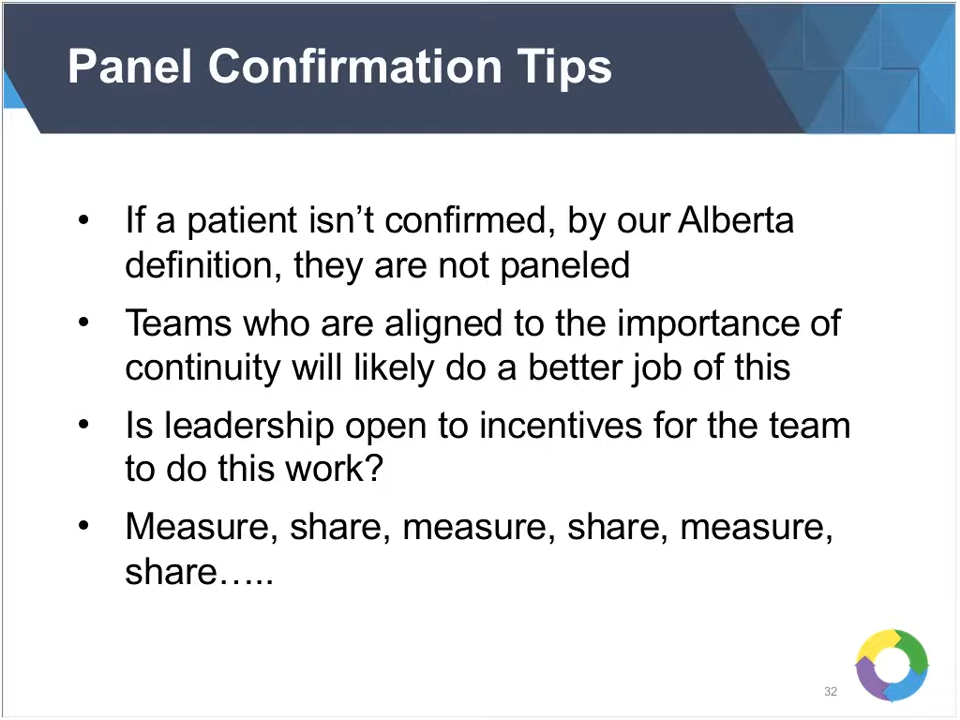 Panel Confirmation Tips
• If a patient isn’t confirmed, by our Alberta
definition, they are not paneled
• Teams who are aligned to the importance of
continuity will likely do a better job of this
• Is leadership open to incentives for the team
to do this work?
• Measure, share, measure, share, measure,
share…..
32